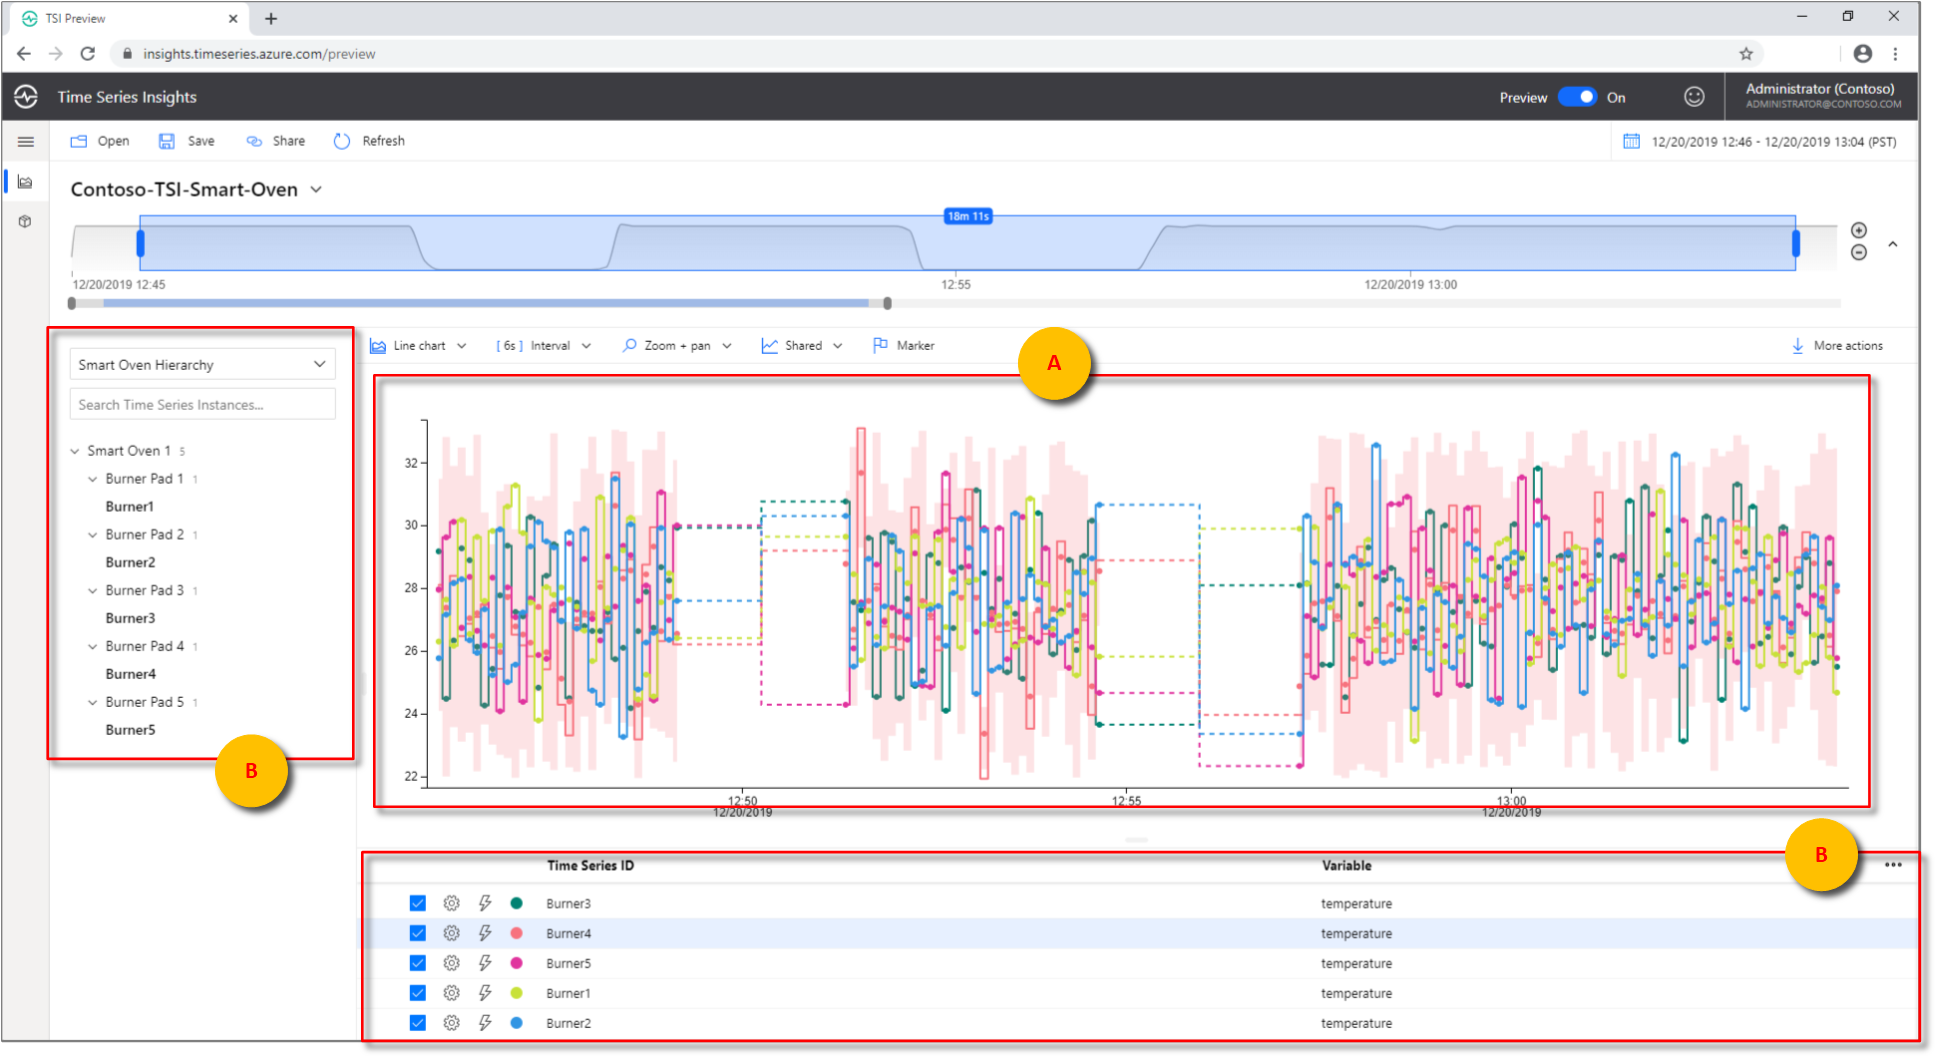 TSI Preview
insights.timeseries.azure.com/preview
Time Series Insights
Preview On
Administrator (Contoso)
ADMINISTRATOR@CONTOSO.COM
Open Save Share Refresh
12/20/2019 12:46 - 12/20/2019 13:04 (PST)
Contoso-TSI-Smart-Oven
18m 11s
12/20/2019 12:45 12:55 12/20/2019 13:00
Smart Oven Hierarchy
Search Time Series Instances...
Smart Oven 1 5
Burner Pad 1 1
Burner1
Burner Pad 2 1
Burner2
Burner Pad 3 1
Burner3
Burner Pad 4 1
Burner4
Burner Pad 5 1
Burner5
B
Line chart [ 6s ] Interval Zoom + pan Shared Marker More actions
A
32
30
28
26
24
22
12:50 12:55 13:00
12/20/2019 12/20/2019
B
Time Series ID Variable
Burner3 temperature
Burner4 temperature
Burner5 temperature
Burner1 temperature
Burner2 temperature